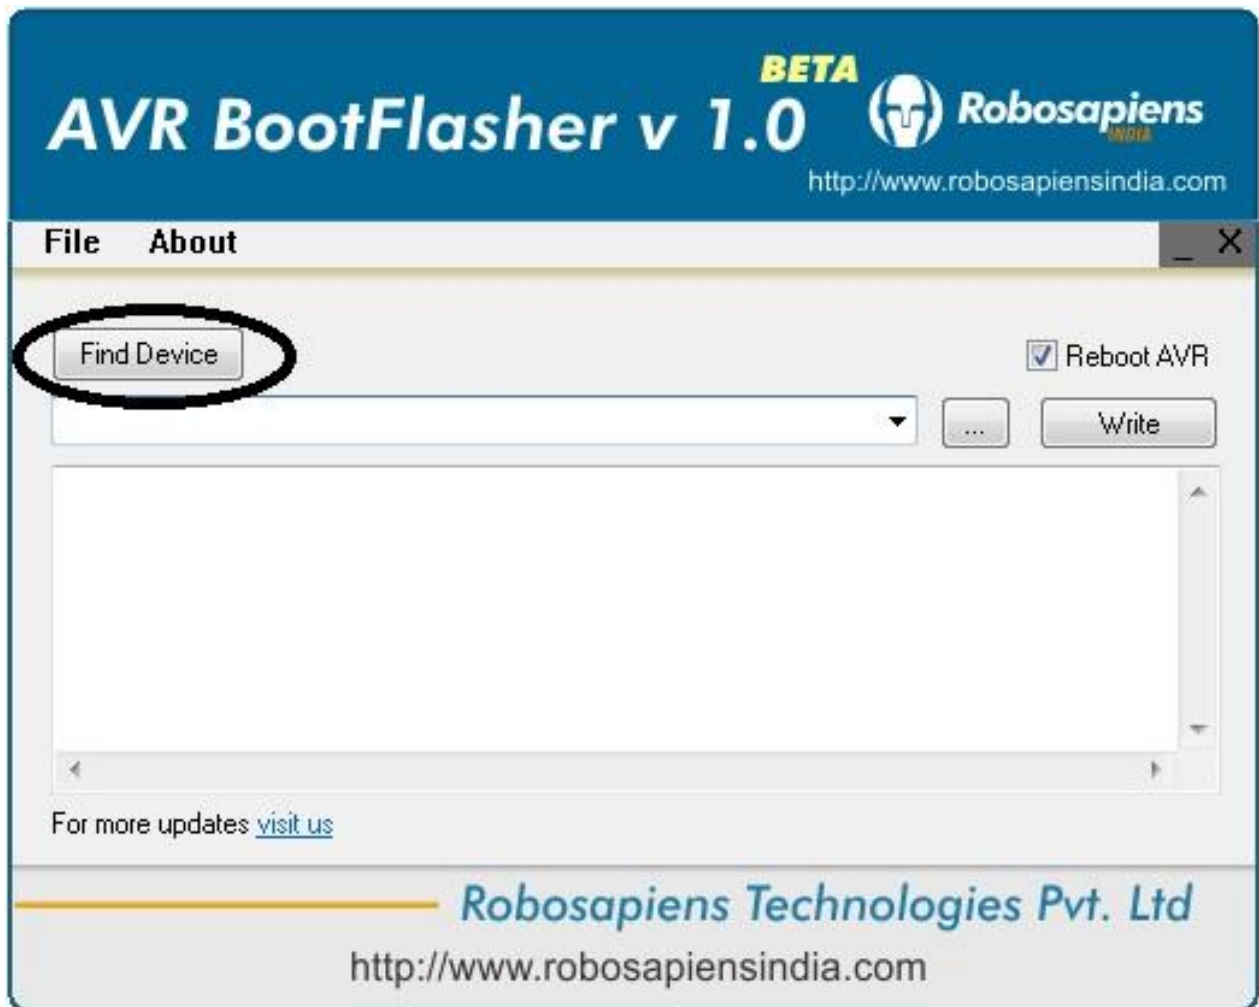 BETA
AVR BootFlasher v 1.0
Robosapiens
INDIA
http://www.robosapiensindia.com
File About _ X
Find Device
Reboot AVR
... Write
For more updates visit us
Robosapiens Technologies Pvt. Ltd
http://www.robosapiensindia.com